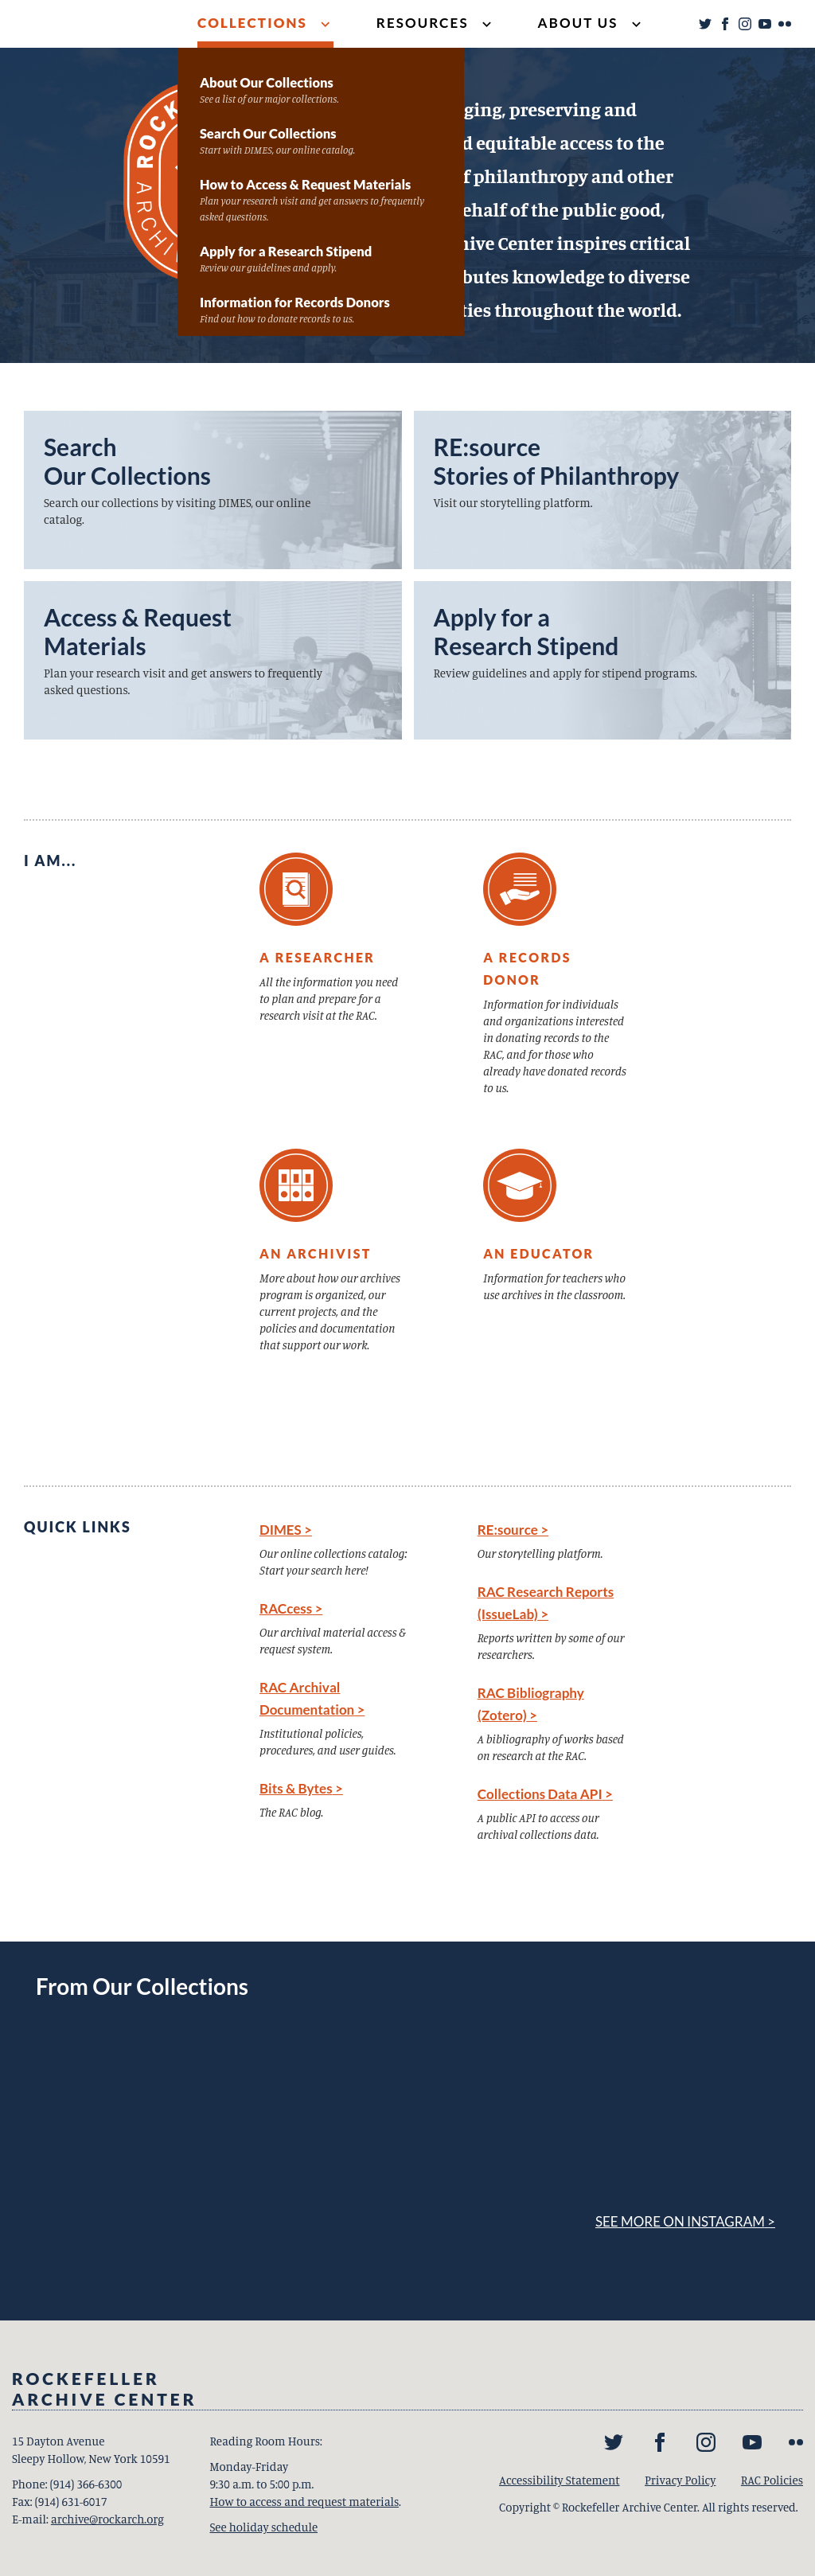 COLLECTIONS
RESOURCES
ABOUT US
About Our Collections
See a list of our major collections.
Search Our Collections
Start with DIMES, our online catalog.
How to Access & Request Materials
Plan your research visit and get answers to frequently
asked questions.
Apply for a Research Stipend
Review our guidelines and apply.
Information for Records Donors
Find out how to donate records to us.
ROCK
ARCHI
ging, preserving and
d equitable access to the
f philanthropy and other
ehalf of the public good,
hive Center inspires critical
butes knowledge to diverse
ties throughout the world.
Search
Our Collections
Search our collections by visiting DIMES, our online
catalog.
RE:source
Stories of Philanthropy
Visit our storytelling platform.
Access & Request
Materials
Plan your research visit and get answers to frequently
asked questions.
Apply for a
Research Stipend
Review guidelines and apply for stipend programs.
I AM...
A RESEARCHER
All the information you need
to plan and prepare for a
research visit at the RAC.
A RECORDS
DONOR
Information for individuals
and organizations interested
in donating records to the
RAC, and for those who
already have donated records
to us.
AN ARCHIVIST
More about how our archives
program is organized, our
current projects, and the
policies and documentation
that support our work.
AN EDUCATOR
Information for teachers who
use archives in the classroom.
QUICK LINKS
DIMES >
Our online collections catalog:
Start your search here!
RACcess >
Our archival material access &
request system.
RAC Archival
Documentation >
Institutional policies,
procedures, and user guides.
Bits & Bytes >
The RAC blog.
RE:source >
Our storytelling platform.
RAC Research Reports
(IssueLab) >
Reports written by some of our
researchers.
RAC Bibliography
(Zotero) >
A bibliography of works based
on research at the RAC.
Collections Data API >
A public API to access our
archival collections data.
From Our Collections
SEE MORE ON INSTAGRAM >
ROCKEFELLER
ARCHIVE CENTER
15 Dayton Avenue
Sleepy Hollow, New York 10591
Phone: (914) 366-6300
Fax: (914) 631-6017
E-mail: archive@rockarch.org
Reading Room Hours:
Monday-Friday
9:30 a.m. to 5:00 p.m.
How to access and request materials.
See holiday schedule
Accessibility Statement
Privacy Policy
RAC Policies
Copyright © Rockefeller Archive Center. All rights reserved.